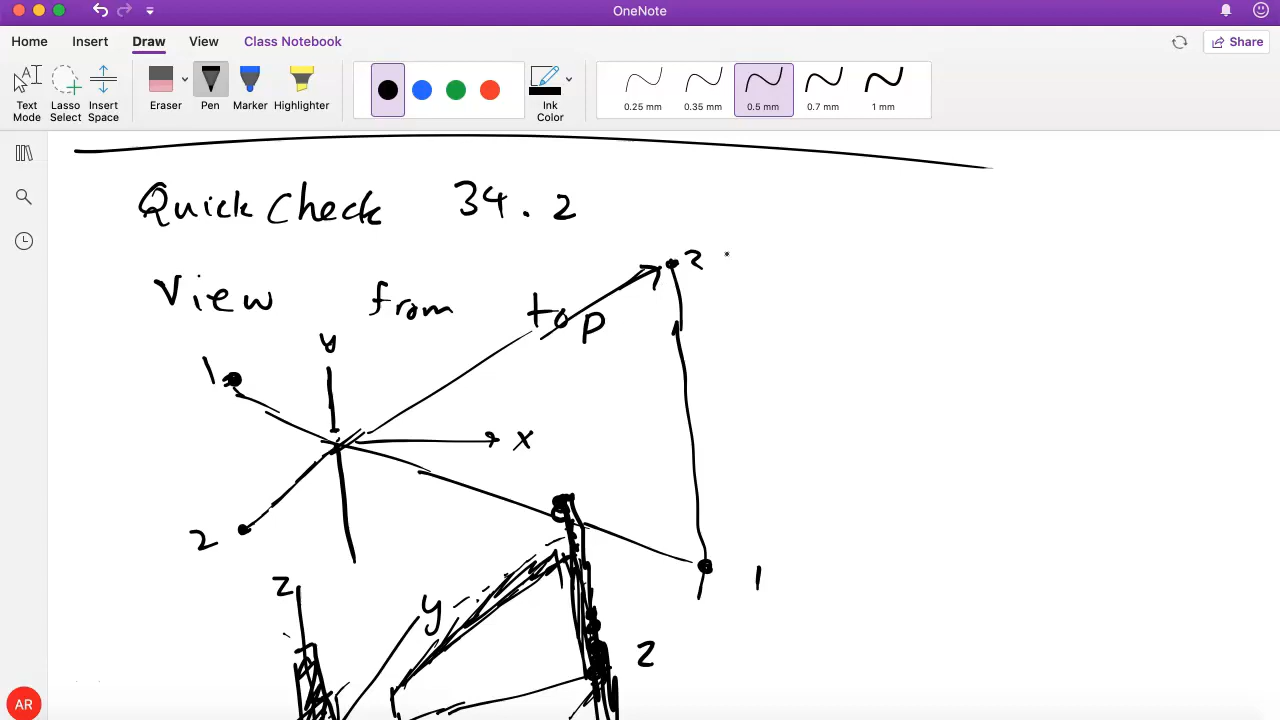 OneNote
Home Insert Draw View Class Notebook Share
Text Mode
Lasso Select
Insert Space
Eraser
Pen
Marker
Highlighter
Ink Color
0.25 mm
0.35 mm
0.5 mm
0.7 mm
1 mm
QuickCheck 34.2
View from top
2
y
1
x
2
1
z
y
2
AR